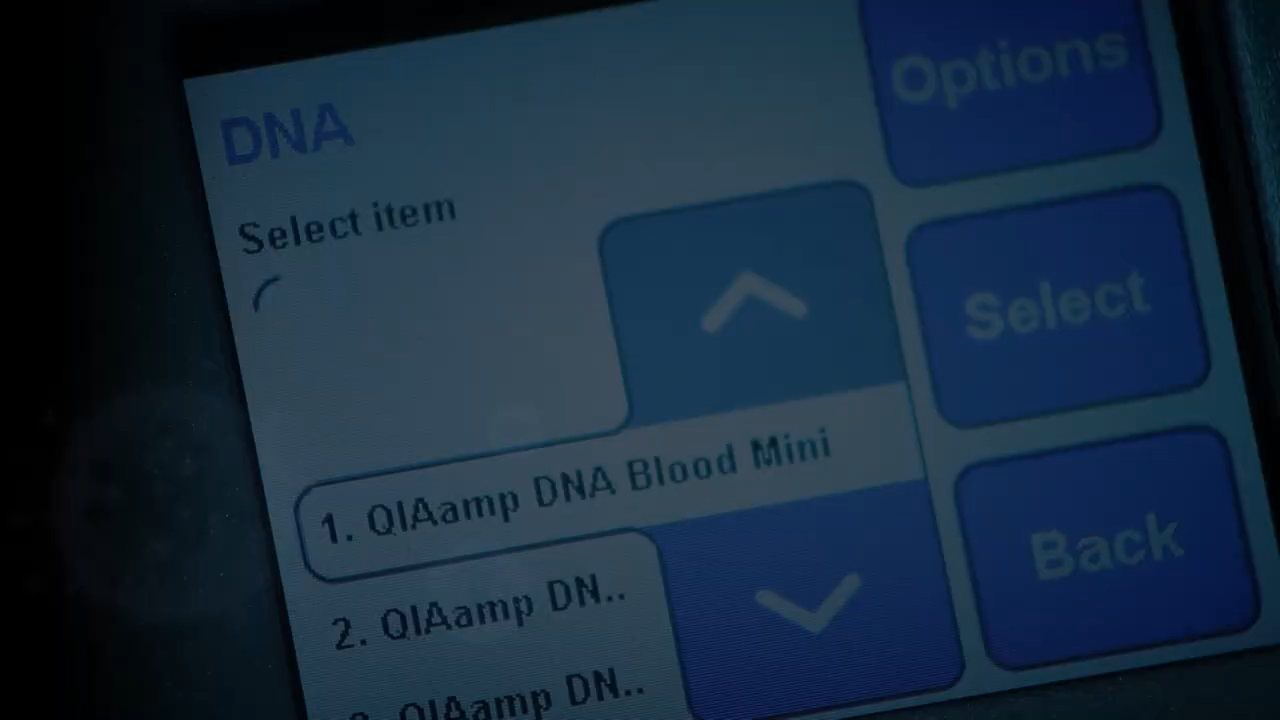 DNA
Options
Select item
Select
1. QIAamp DNA Blood Mini
Back
2. QIAamp DN..
QIAamp DN..